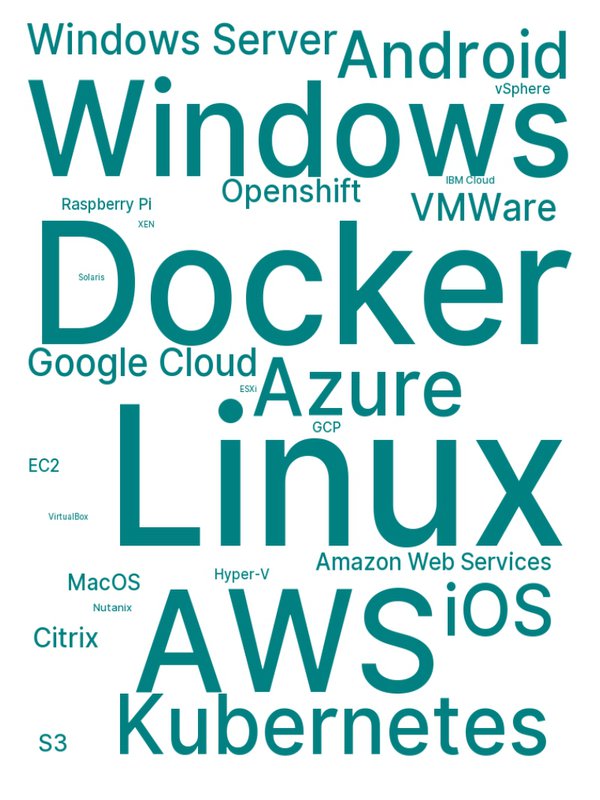 Windows Server
Android
Windows
vSphere
IBM Cloud
Openshift
VMWare
Raspberry Pi
XEN
Docker
Solaris
Google Cloud
Azure
ESXi
GCP
Linux
EC2
VirtualBox
Amazon Web Services
Hyper-V
MacOS
iOS
Nutanix
AWS
Citrix
Kubernetes
S3